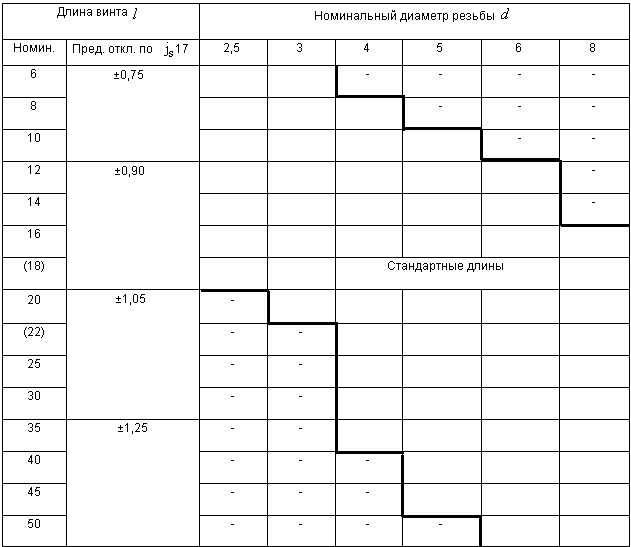 Длина винта l Номинальный диаметр резьбы d
Номин. Пред. откл. по js17 2,5 3 4 5 6 8
6 ±0,75 - - - -
8 - - -
10 - -
12 ±0,90 -
14 -
16
(18) Стандартные длины
20 ±1,05 -
(22) - -
25 - -
30 - -
35 ±1,25 - -
40 - - -
45 - - -
50 - - - -